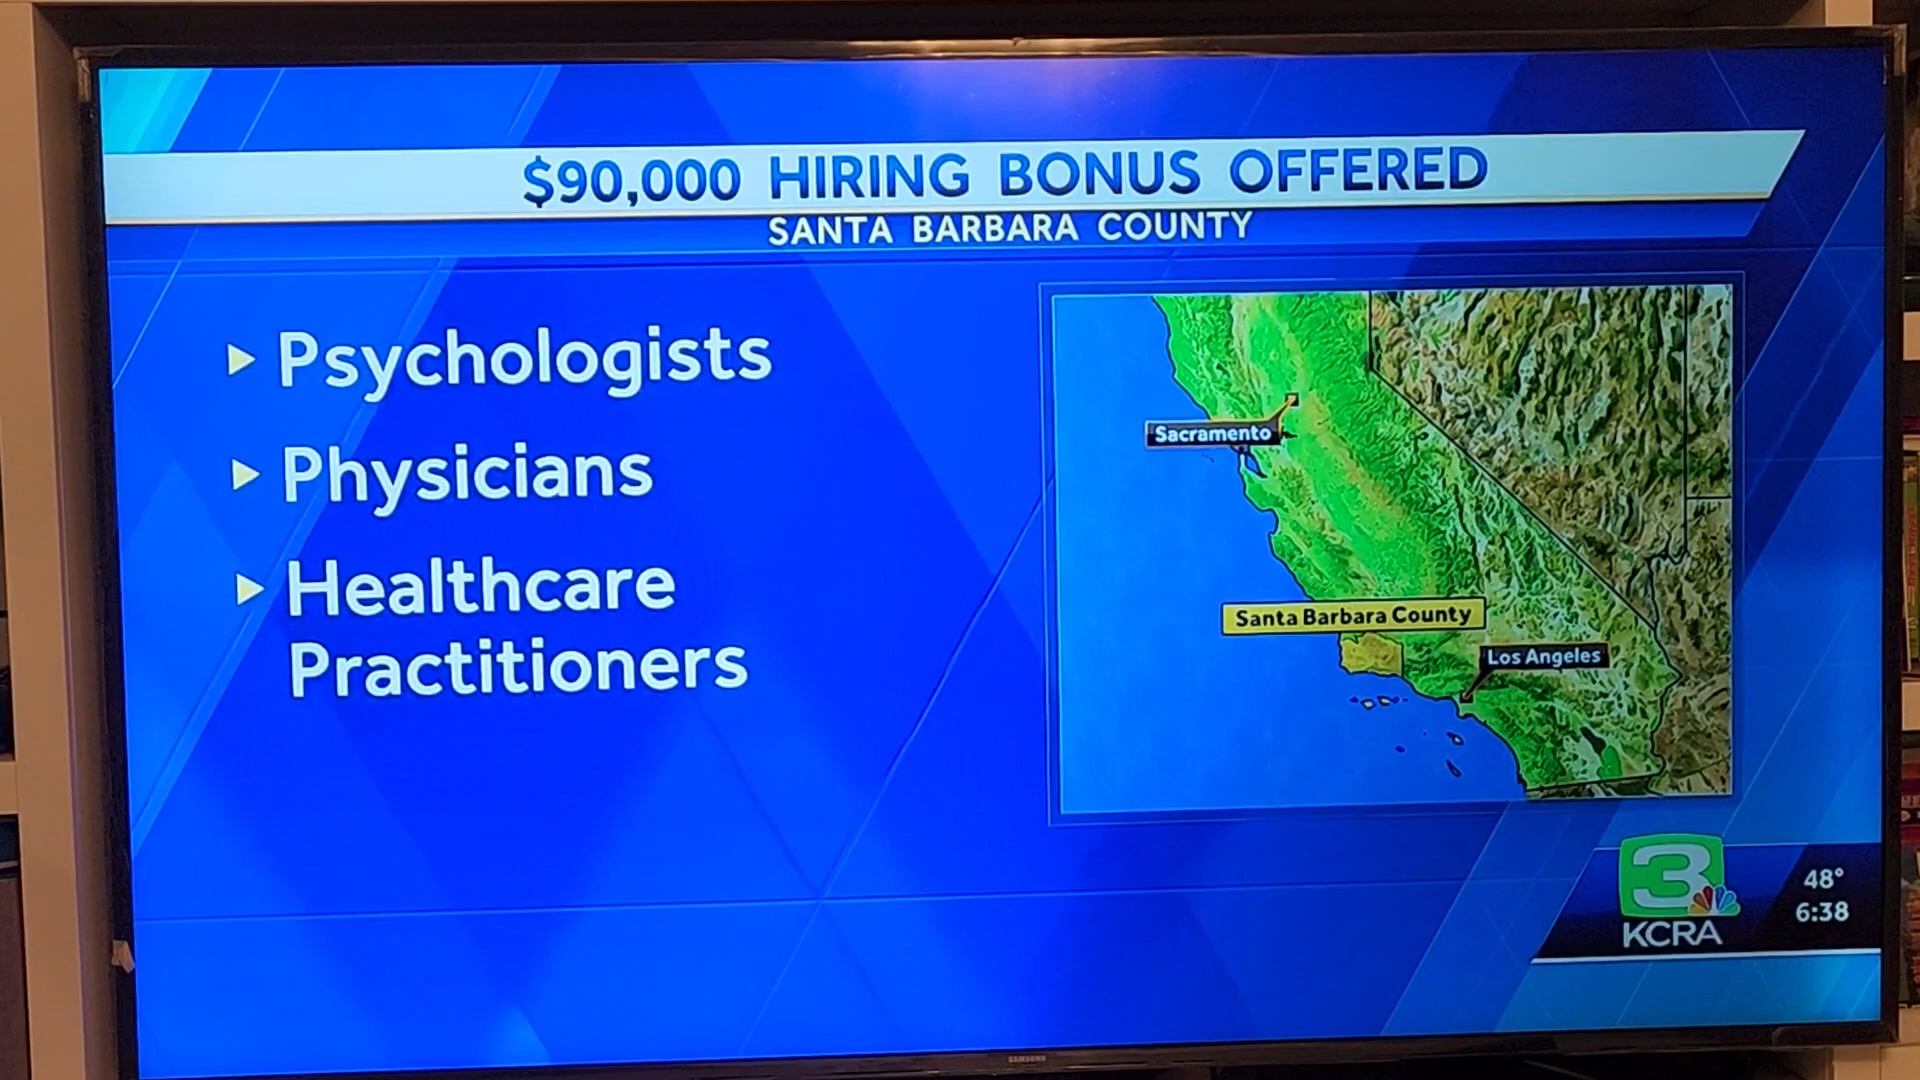 $90,000 HIRING BONUS OFFERED
SANTA BARBARA COUNTY
Psychologists
Physicians
Healthcare
Practitioners
Sacramento
Santa Barbara County
Los Angeles
3
KCRA
48°
6:38
SAMSUNG